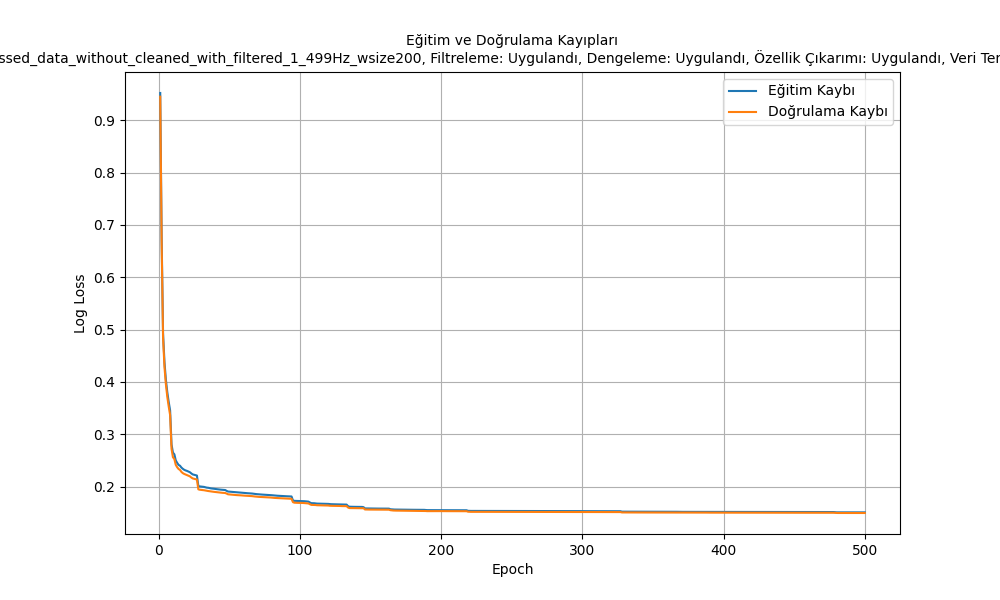 Eğitim ve Doğrulama Kayıpları
ssed_data_without_cleaned_with_filtered_1_499Hz_wsize200, Filtreleme: Uygulandı, Dengeleme: Uygulandı, Özellik Çıkarımı: Uygulandı, Veri Ter
Eğitim Kaybı
Doğrulama Kaybı
0.9
0.8
0.7
0.6
0.5
0.4
0.3
0.2
Log Loss
0
100
200
300
400
500
Epoch